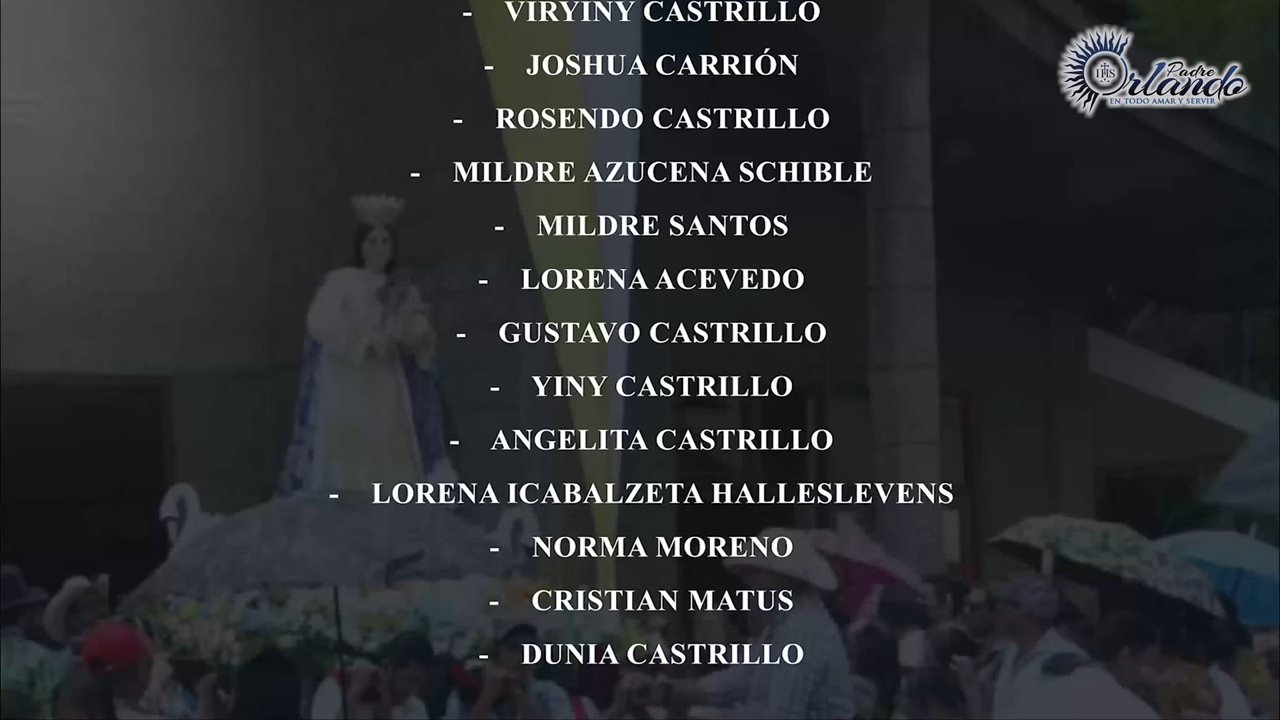 - VIRYINY CASTRILLO
- JOSHUA CARRIÓN
- ROSENDO CASTRILLO
- MILDRE AZUCENA SCHIBLE
- MILDRE SANTOS
- LORENA ACEVEDO
- GUSTAVO CASTRILLO
- YINY CASTRILLO
- ANGELITA CASTRILLO
- LORENA ICABALZETA HALLESLEVENS
- NORMA MORENO
- CRISTIAN MATUS
- DUNIA CASTRILLO
IHS
Padre
Orlando
EN TODO AMAR Y SERVIR